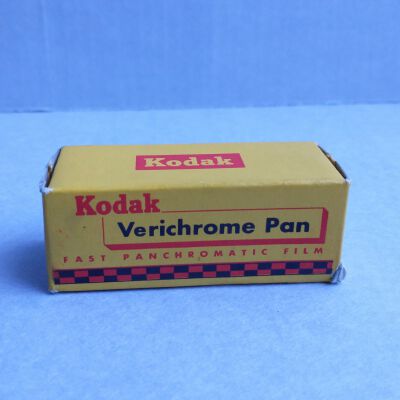 Kodak
Kodak
Verichrome Pan
FAST PANCHROMATIC FILM